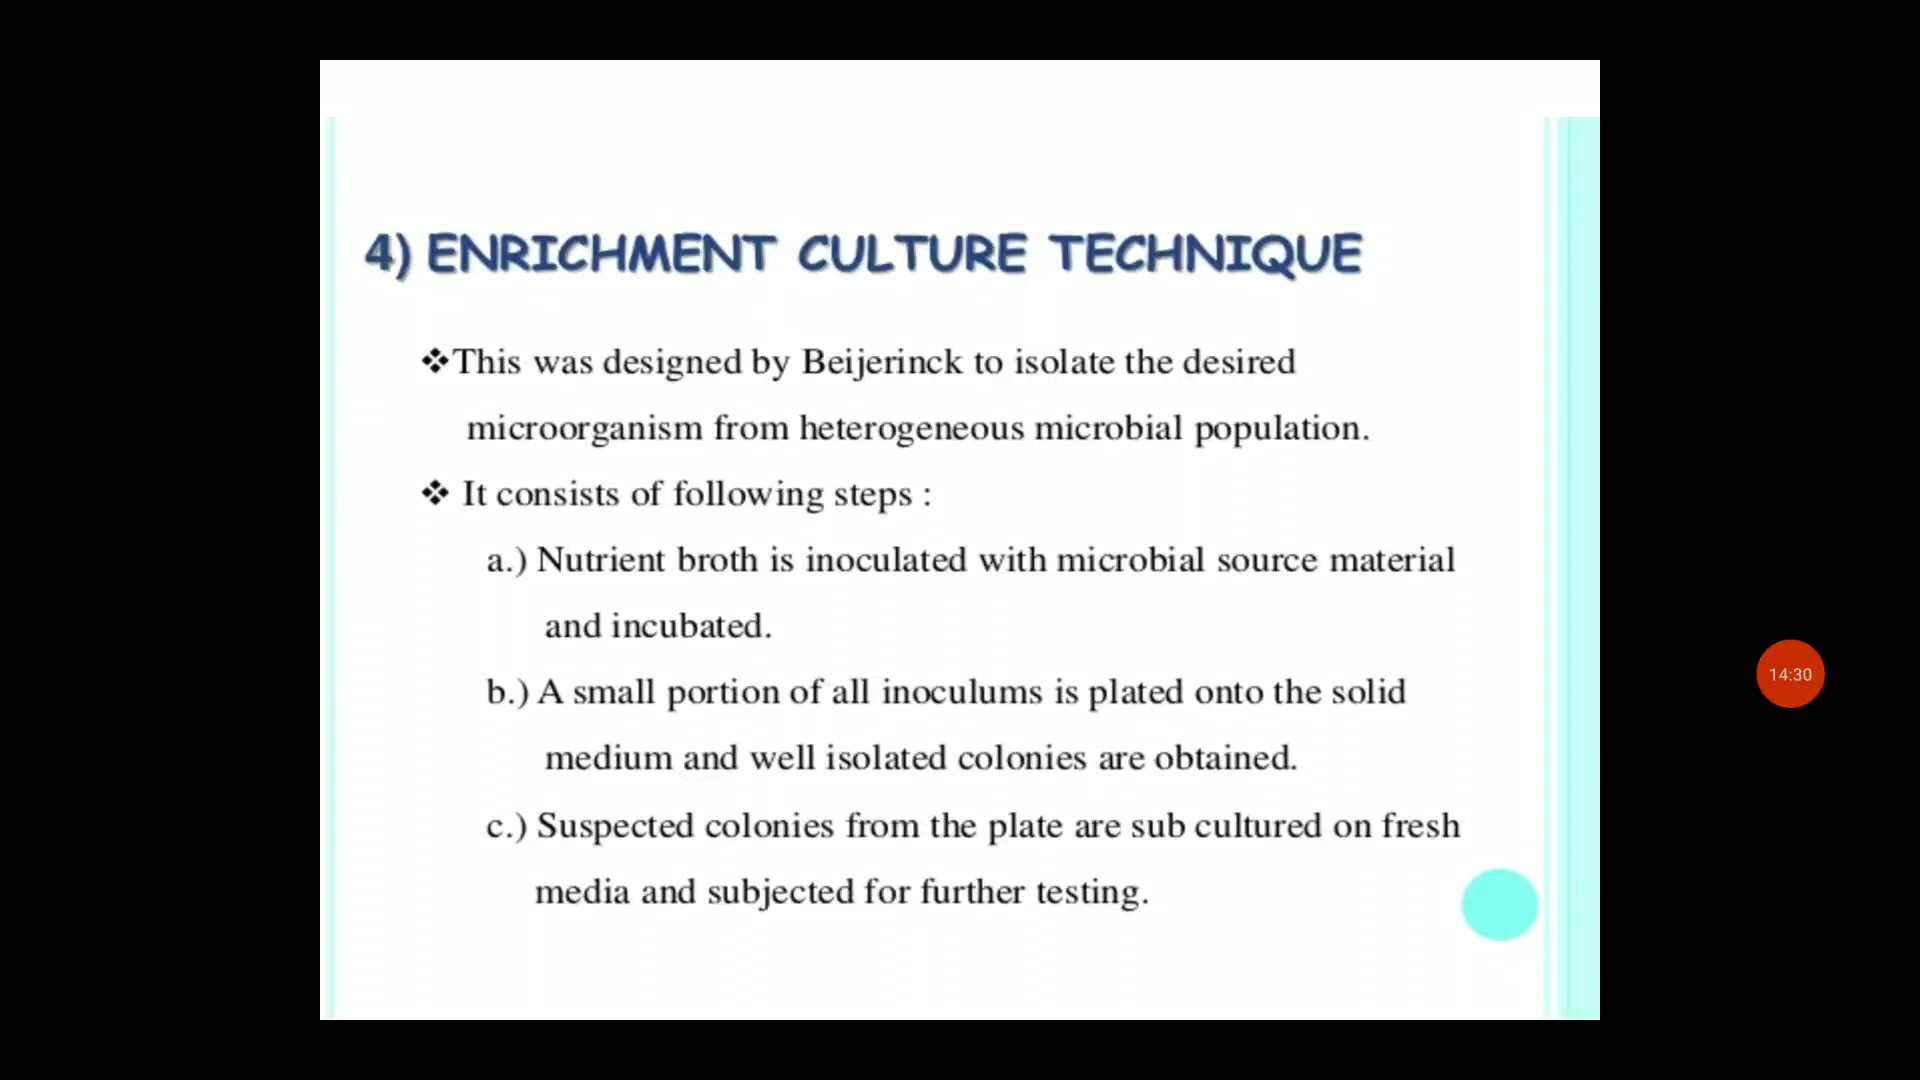 4) ENRICHMENT CULTURE TECHNIQUE
❖This was designed by Beijerinck to isolate the desired
microorganism from heterogeneous microbial population.
❖ It consists of following steps :
a.) Nutrient broth is inoculated with microbial source material
and incubated.
b.) A small portion of all inoculums is plated onto the solid
medium and well isolated colonies are obtained.
c.) Suspected colonies from the plate are sub cultured on fresh
media and subjected for further testing.
14:30